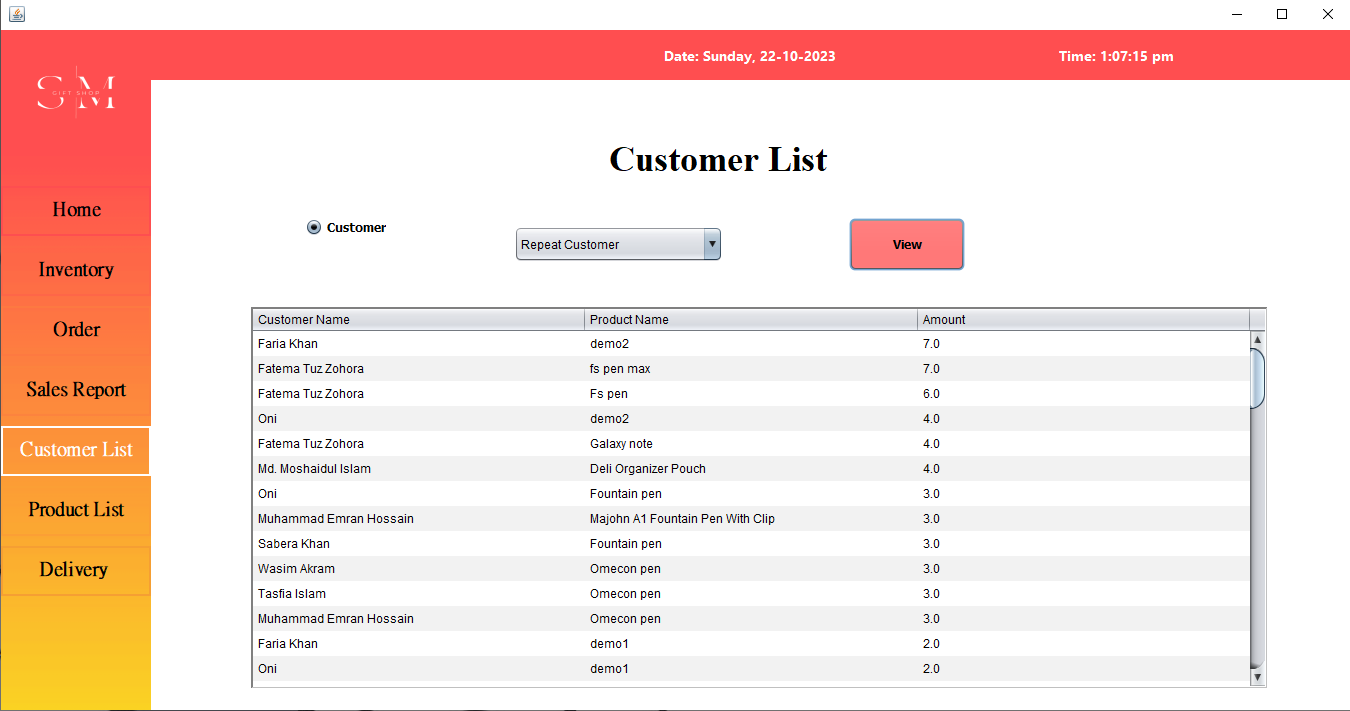 Date: Sunday, 22-10-2023 Time: 1:07:15 pm
SM
GIFT SHOP
Home
Inventory
Order
Sales Report
Customer List
Product List
Delivery
Customer List
Customer
Repeat Customer
View
Customer Name Product Name Amount
Faria Khan demo2 7.0
Fatema Tuz Zohora fs pen max 7.0
Fatema Tuz Zohora Fs pen 6.0
Oni demo2 4.0
Fatema Tuz Zohora Galaxy note 4.0
Md. Moshaidul Islam Deli Organizer Pouch 4.0
Oni Fountain pen 3.0
Muhammad Emran Hossain Majohn A1 Fountain Pen With Clip 3.0
Sabera Khan Fountain pen 3.0
Wasim Akram Omecon pen 3.0
Tasfia Islam Omecon pen 3.0
Muhammad Emran Hossain Omecon pen 3.0
Faria Khan demo1 2.0
Oni demo1 2.0